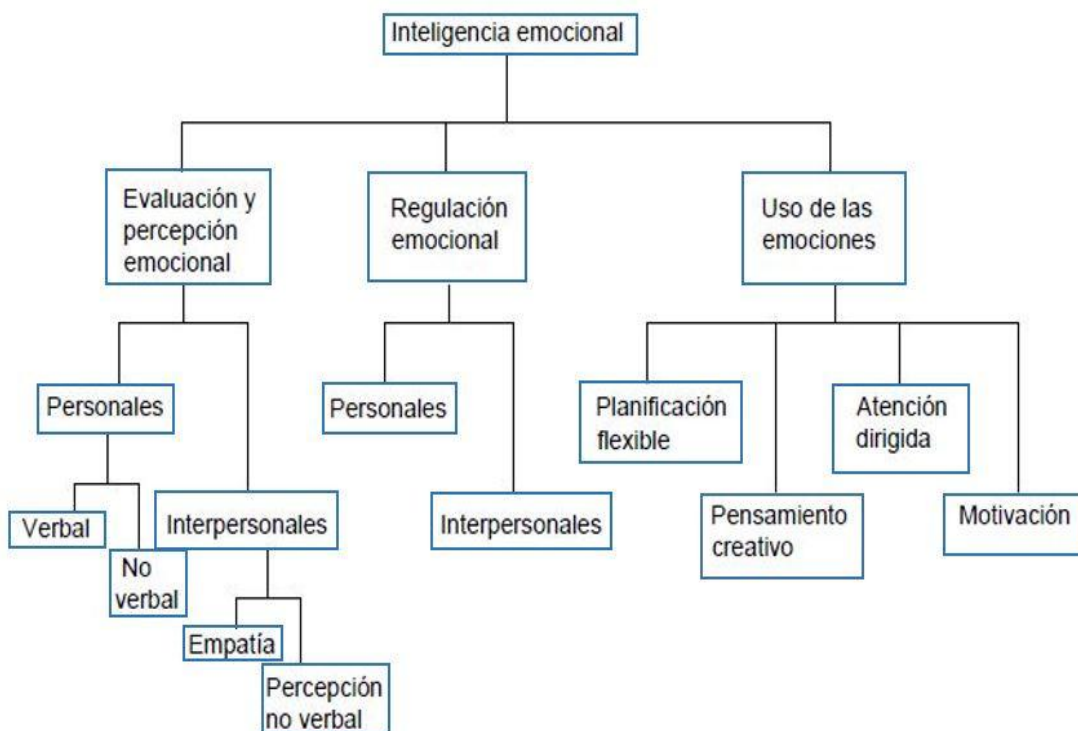 Inteligencia emocional
Evaluación y
percepción
emocional
Regulación
emocional
Uso de las
emociones
Personales
Personales
Planificación
flexible
Atención
dirigida
Verbal
No
verbal
Interpersonales
Interpersonales
Pensamiento
creativo
Motivación
Empatía
Percepción
no verbal